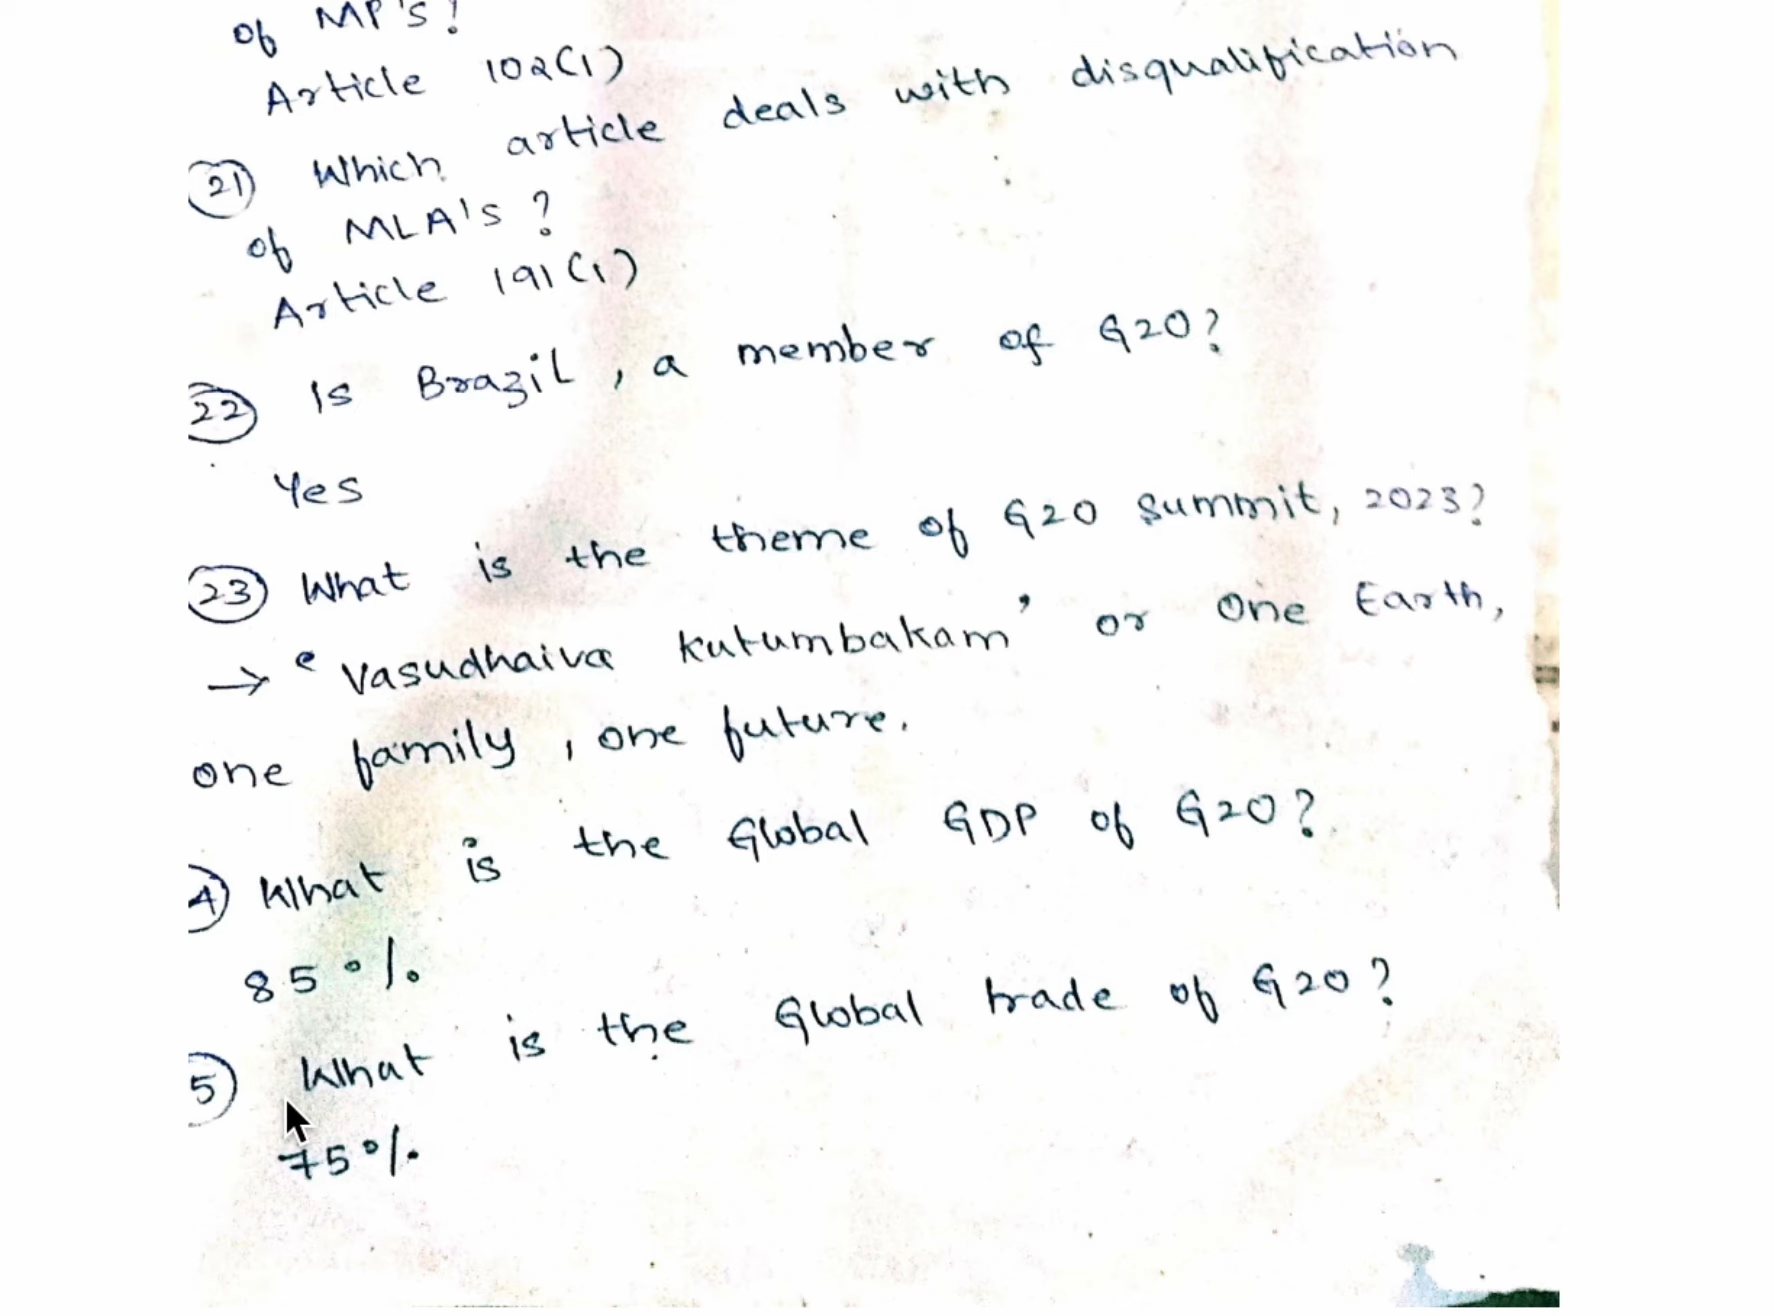 of MP's?
Article 102(1)
21 Which article deals with disqualification
of MLA's ?
Article 191(1)
22 Is Brazil, a member of G20?
Yes
23 What is the theme of G20 Summit, 2023?
→ 'Vasudhaiva Kutumbakam' or One Earth,
one family, one future.
4 What is the Global GDP of G20?
85%
5 What is the Global trade of G20?
75%